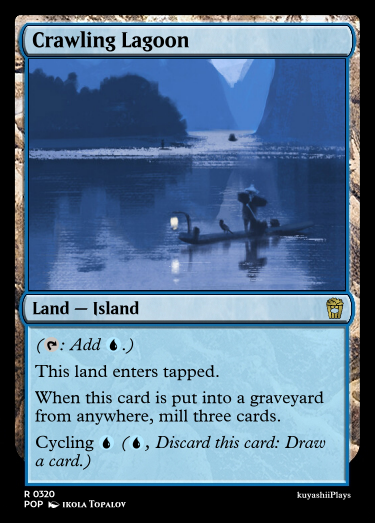 Crawling Lagoon
Land — Island
(: Add .)
This land enters tapped.
When this card is put into a graveyard
from anywhere, mill three cards.
Cycling (, Discard this card: Draw
a card.)
R 0320
POP IKOLA TOPALOV
kuyashiiPlays